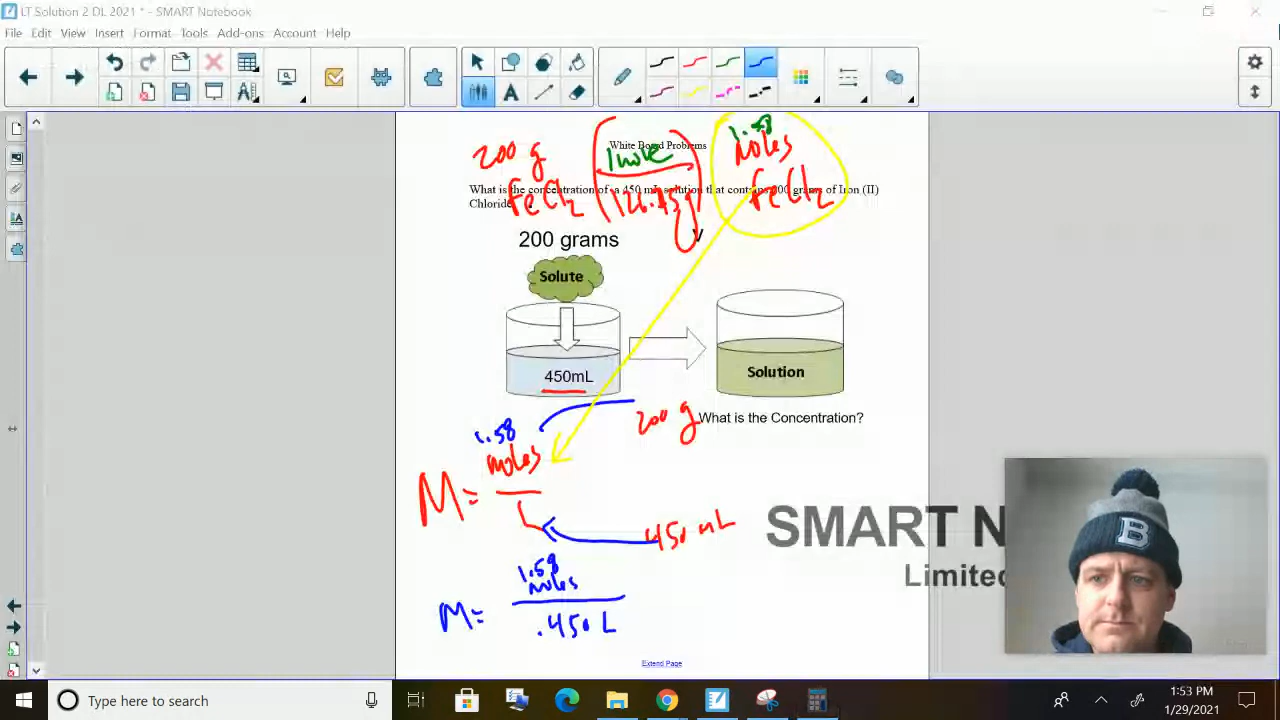 LT Solution 2 DL 2021 * - SMART Notebook
File Edit View Insert Format Tools Add-ons Account Help
White Board Problems
200 g
FeCl2
1 mole
126.75g
1.58
moles
FeCl2
What is the concentration of a 450 mL solution that contains 200 grams of Iron (II)
Chloride
200 grams
v
Solute
450mL
Solution
What is the Concentration?
200 g
1.58
moles
M=
L
450 mL
1.58
moles
M=
.450 L
SMART N
Limited
B
Extend Page
Type here to search
1:53 PM
1/29/2021